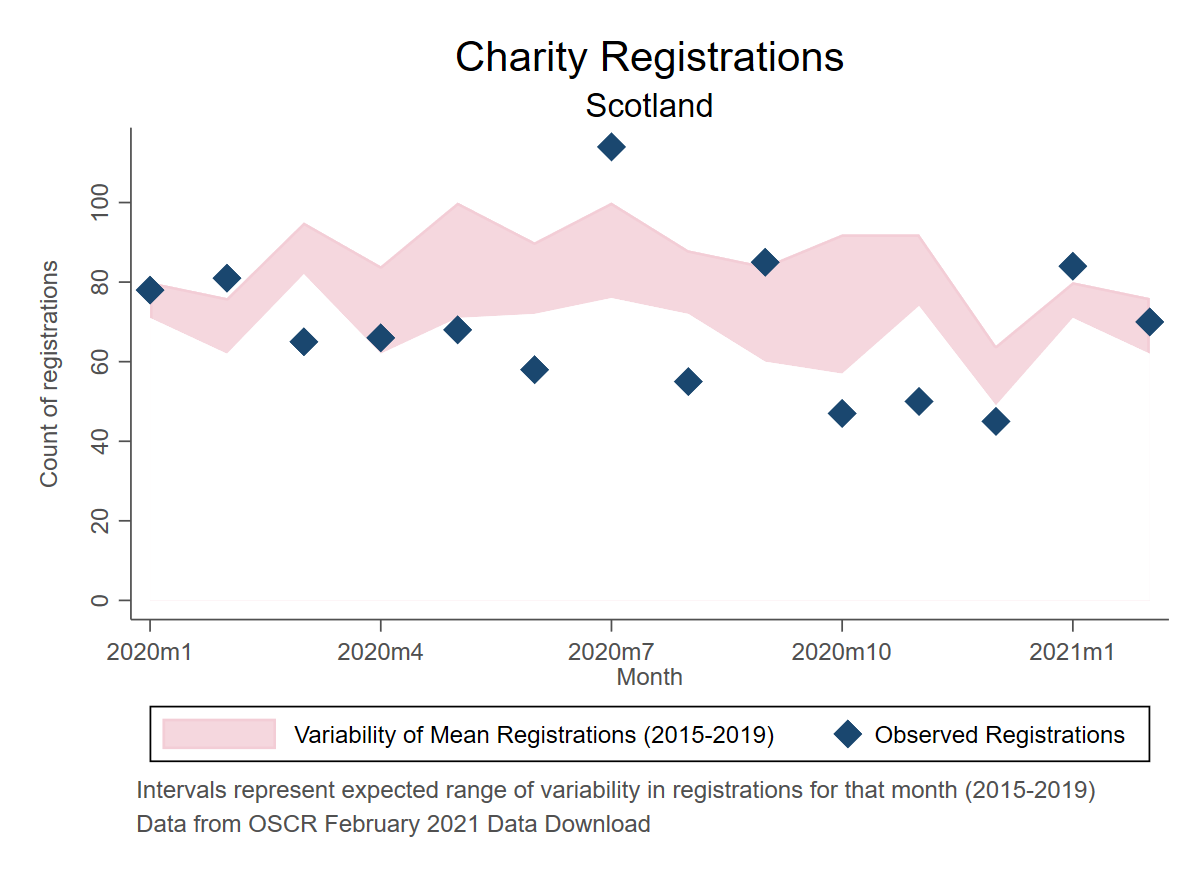 Charity Registrations
Scotland
100
80
60
40
20
0
Count of registrations
2020m1 2020m4 2020m7 2020m10 2021m1
Month
Variability of Mean Registrations (2015-2019) Observed Registrations
Intervals represent expected range of variability in registrations for that month (2015-2019)
Data from OSCR February 2021 Data Download